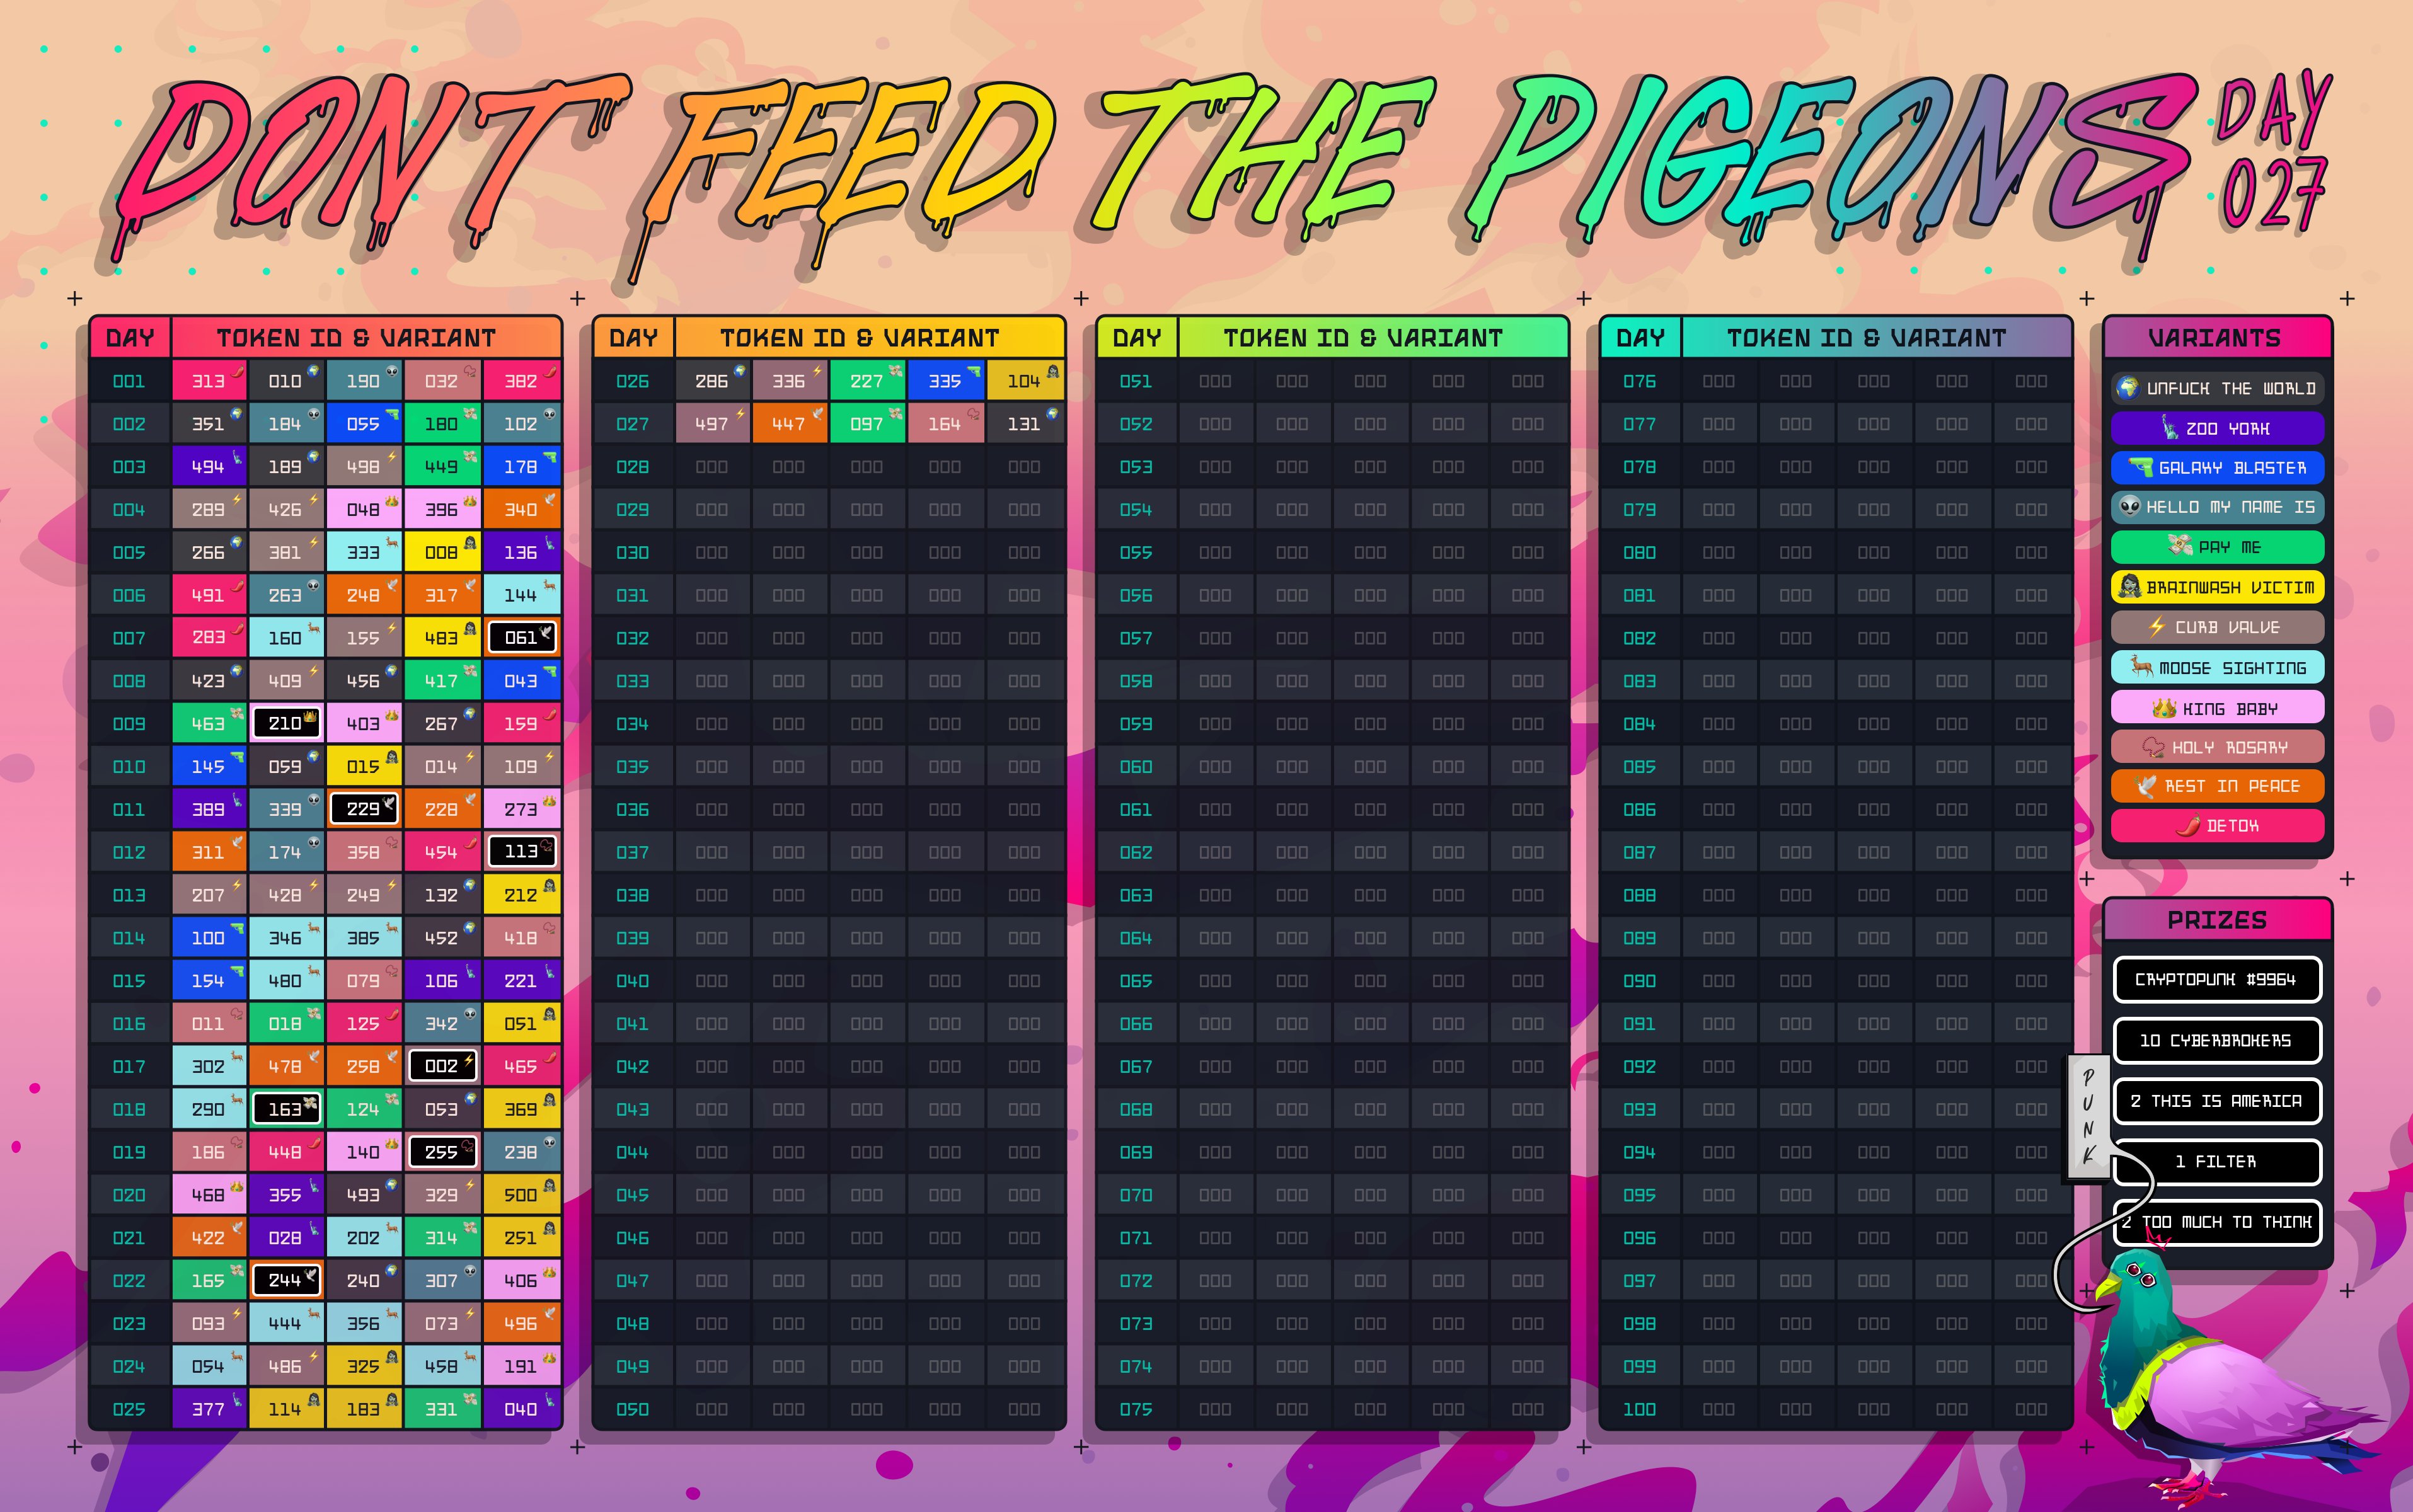 DONT FEED THE PIGEONS
DAY
027
DAY TOKEN ID & VARIANT
001 313 010 190 032 382
002 351 184 055 180 102
003 494 189 498 449 178
004 289 426 048 396 340
005 266 381 333 008 136
006 491 263 248 317 144
007 283 160 155 483 061
008 423 409 456 417 043
009 463 210 403 267 159
010 145 059 015 014 109
011 389 339 229 228 273
012 311 174 358 454 113
013 207 428 249 132 212
014 100 346 385 452 418
015 154 480 079 106 221
016 011 018 125 342 051
017 302 478 258 002 465
018 290 163 124 053 369
019 186 448 140 255 238
020 468 355 493 329 500
021 422 028 202 314 251
022 165 244 240 307 406
023 093 444 356 073 496
024 054 486 325 458 191
025 377 114 183 331 040
DAY TOKEN ID & VARIANT
026 286 336 227 335 104
027 497 447 097 164 131
028 000 000 000 000 000
029 000 000 000 000 000
030 000 000 000 000 000
031 000 000 000 000 000
032 000 000 000 000 000
033 000 000 000 000 000
034 000 000 000 000 000
035 000 000 000 000 000
036 000 000 000 000 000
037 000 000 000 000 000
038 000 000 000 000 000
039 000 000 000 000 000
040 000 000 000 000 000
041 000 000 000 000 000
042 000 000 000 000 000
043 000 000 000 000 000
044 000 000 000 000 000
045 000 000 000 000 000
046 000 000 000 000 000
047 000 000 000 000 000
048 000 000 000 000 000
049 000 000 000 000 000
050 000 000 000 000 000
DAY TOKEN ID & VARIANT
051 000 000 000 000 000
052 000 000 000 000 000
053 000 000 000 000 000
054 000 000 000 000 000
055 000 000 000 000 000
056 000 000 000 000 000
057 000 000 000 000 000
058 000 000 000 000 000
059 000 000 000 000 000
060 000 000 000 000 000
061 000 000 000 000 000
062 000 000 000 000 000
063 000 000 000 000 000
064 000 000 000 000 000
065 000 000 000 000 000
066 000 000 000 000 000
067 000 000 000 000 000
068 000 000 000 000 000
069 000 000 000 000 000
070 000 000 000 000 000
071 000 000 000 000 000
072 000 000 000 000 000
073 000 000 000 000 000
074 000 000 000 000 000
075 000 000 000 000 000
DAY TOKEN ID & VARIANT
076 000 000 000 000 000
077 000 000 000 000 000
078 000 000 000 000 000
079 000 000 000 000 000
080 000 000 000 000 000
081 000 000 000 000 000
082 000 000 000 000 000
083 000 000 000 000 000
084 000 000 000 000 000
085 000 000 000 000 000
086 000 000 000 000 000
087 000 000 000 000 000
088 000 000 000 000 000
089 000 000 000 000 000
090 000 000 000 000 000
091 000 000 000 000 000
092 000 000 000 000 000
093 000 000 000 000 000
094 000 000 000 000 000
095 000 000 000 000 000
096 000 000 000 000 000
097 000 000 000 000 000
098 000 000 000 000 000
099 000 000 000 000 000
100 000 000 000 000 000
VARIANTS
UNFUCK THE WORLD
ZOO YORK
GALAXY BLASTER
HELLO MY NAME IS
PAY ME
BRAINWASH VICTIM
CURB VALVE
MOOSE SIGHTING
KING BABY
HOLY ROSARY
REST IN PEACE
DETOX
PRIZES
CRYPTOPUNK #9964
10 CYBERBROKERS
2 THIS IS AMERICA
1 FILTER
2 TOO MUCH TO THINK
PUNK